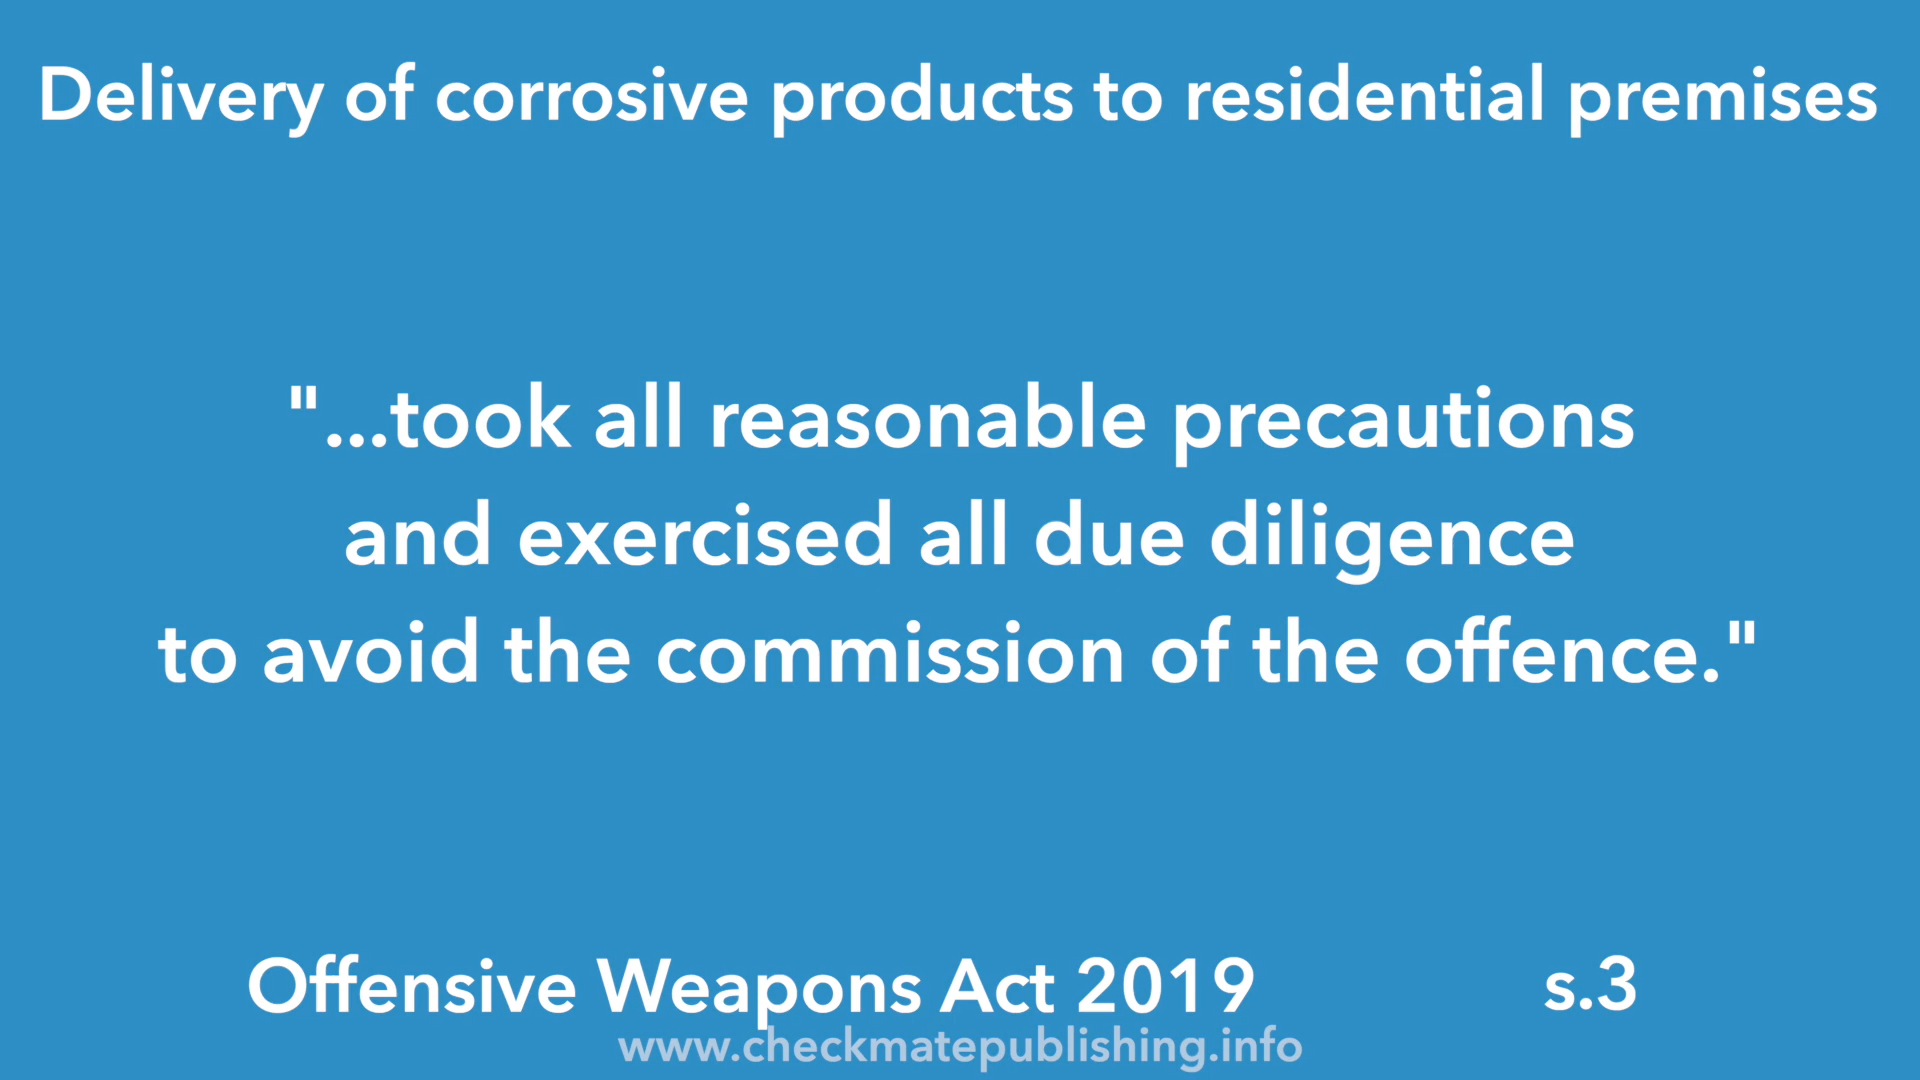 Delivery of corrosive products to residential premises
"...took all reasonable precautions
and exercised all due diligence
to avoid the commission of the offence."
Offensive Weapons Act 2019 s.3
www.checkmatepublishing.info